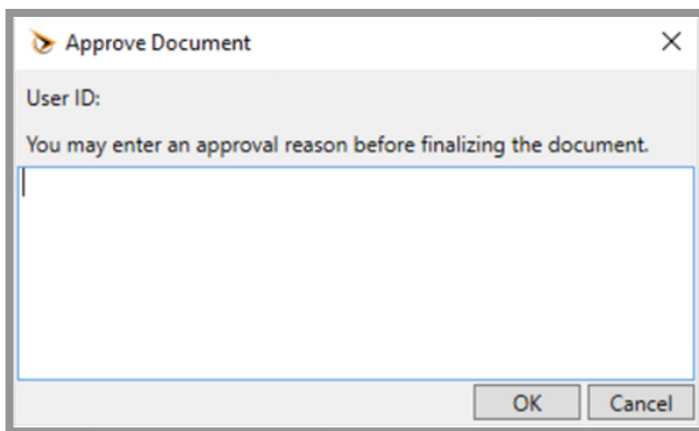 Approve Document
User ID:
You may enter an approval reason before finalizing the document.
OK Cancel